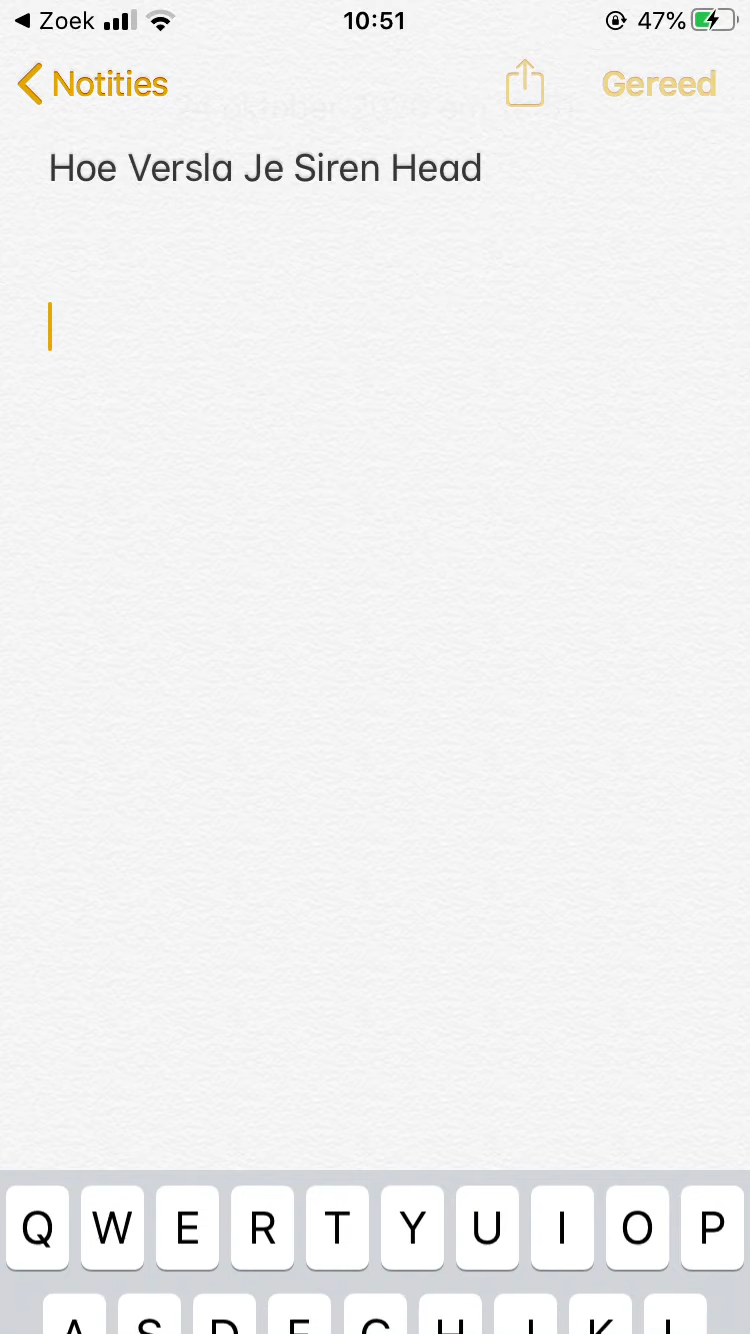 Zoek 10:51 47%
Notities Gereed
Hoe Versla Je Siren Head
Q W E R T Y U I O P
A S D F G H J K L